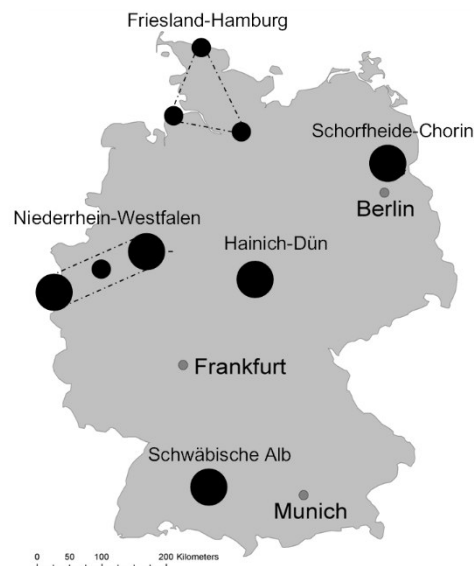 Friesland-Hamburg
Schorfheide-Chorin
Berlin
Niederrhein-Westfalen
Hainich-Dün
Frankfurt
Schwäbische Alb
Munich
0 50 100 200 Kilometers